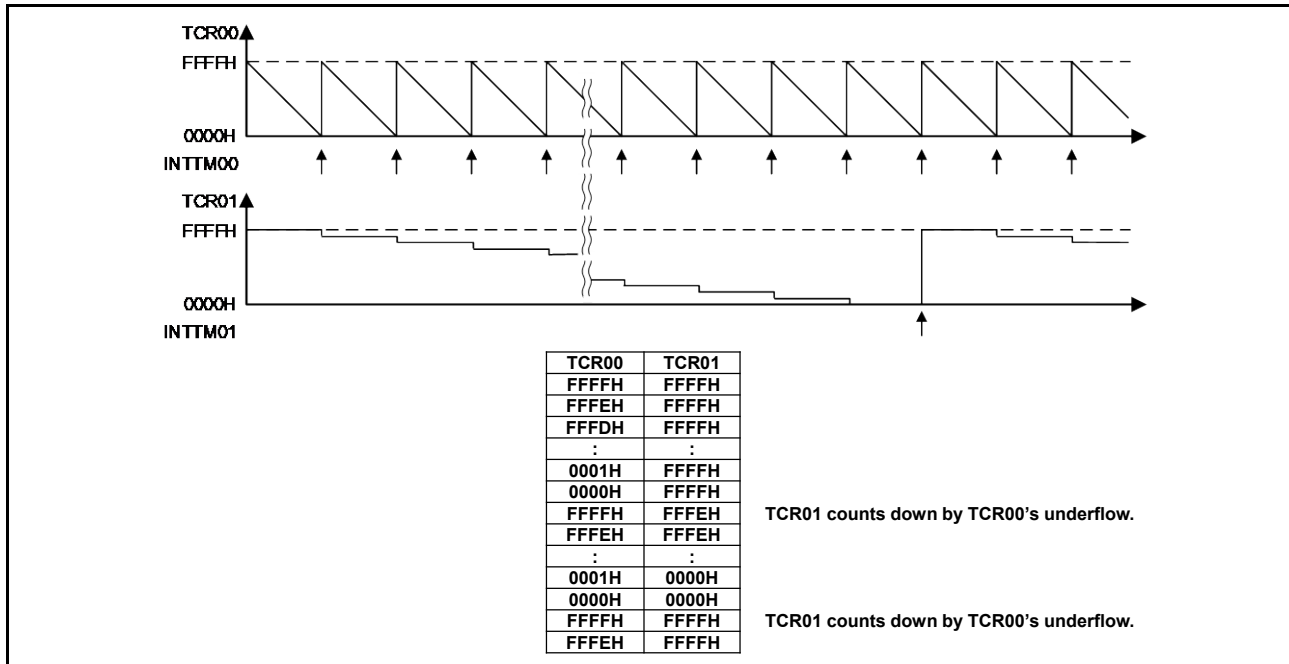 TCR00
FFFFH
0000H
INTTM00
TCR01
FFFFH
0000H
INTTM01
TCR00 TCR01
FFFFH FFFFH
FFFEH FFFFH
FFFDH FFFFH
: :
0001H FFFFH
0000H FFFFH
FFFFH FFFEH TCR01 counts down by TCR00’s underflow.
FFFEH FFFEH
: :
0001H 0000H
0000H 0000H
FFFFH FFFFH TCR01 counts down by TCR00’s underflow.
FFFEH FFFFH